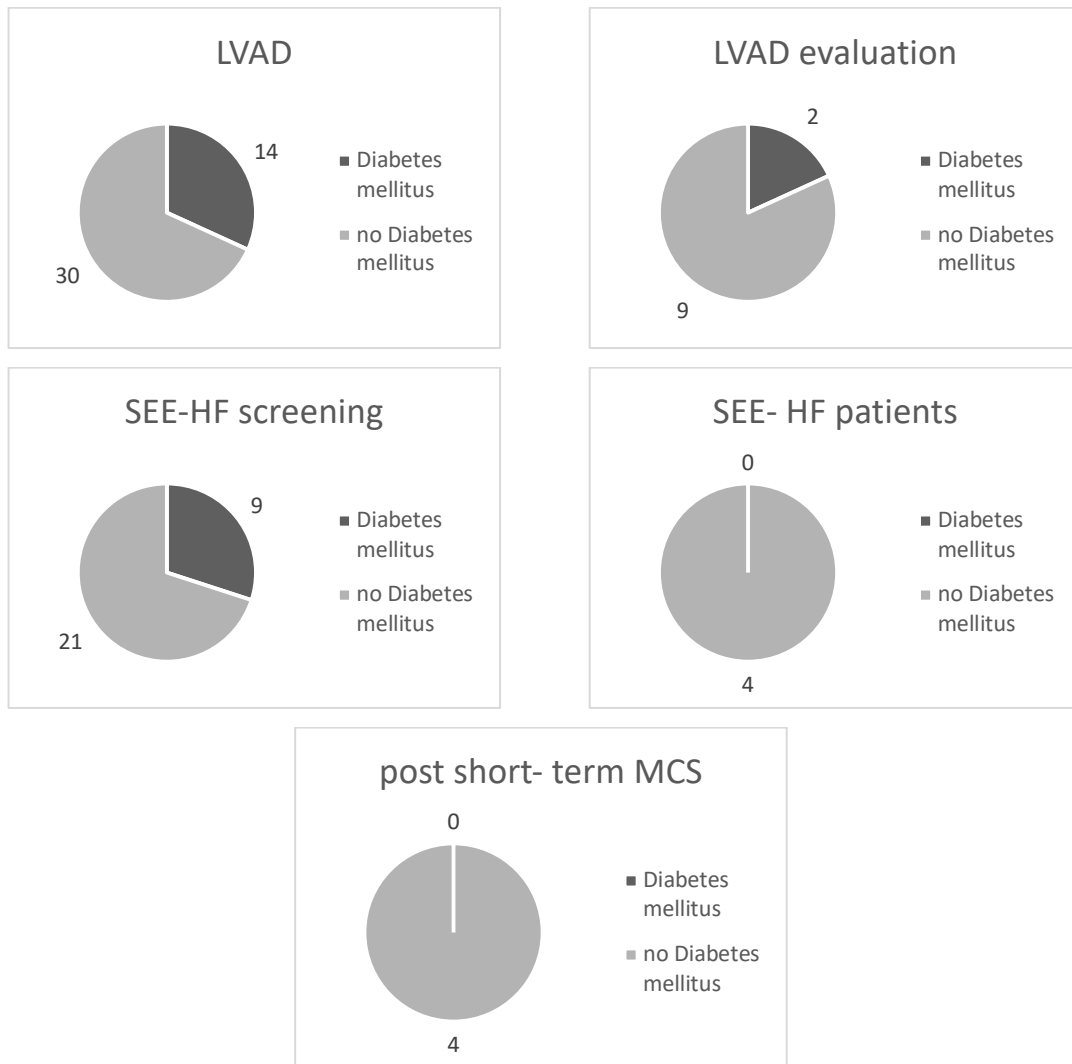 LVAD
14
30
Diabetes
mellitus
no Diabetes
mellitus
LVAD evaluation
2
9
Diabetes
mellitus
no Diabetes
mellitus
SEE-HF screening
9
21
Diabetes
mellitus
no Diabetes
mellitus
SEE- HF patients
0
4
Diabetes
mellitus
no Diabetes
mellitus
post short- term MCS
0
4
Diabetes
mellitus
no Diabetes
mellitus